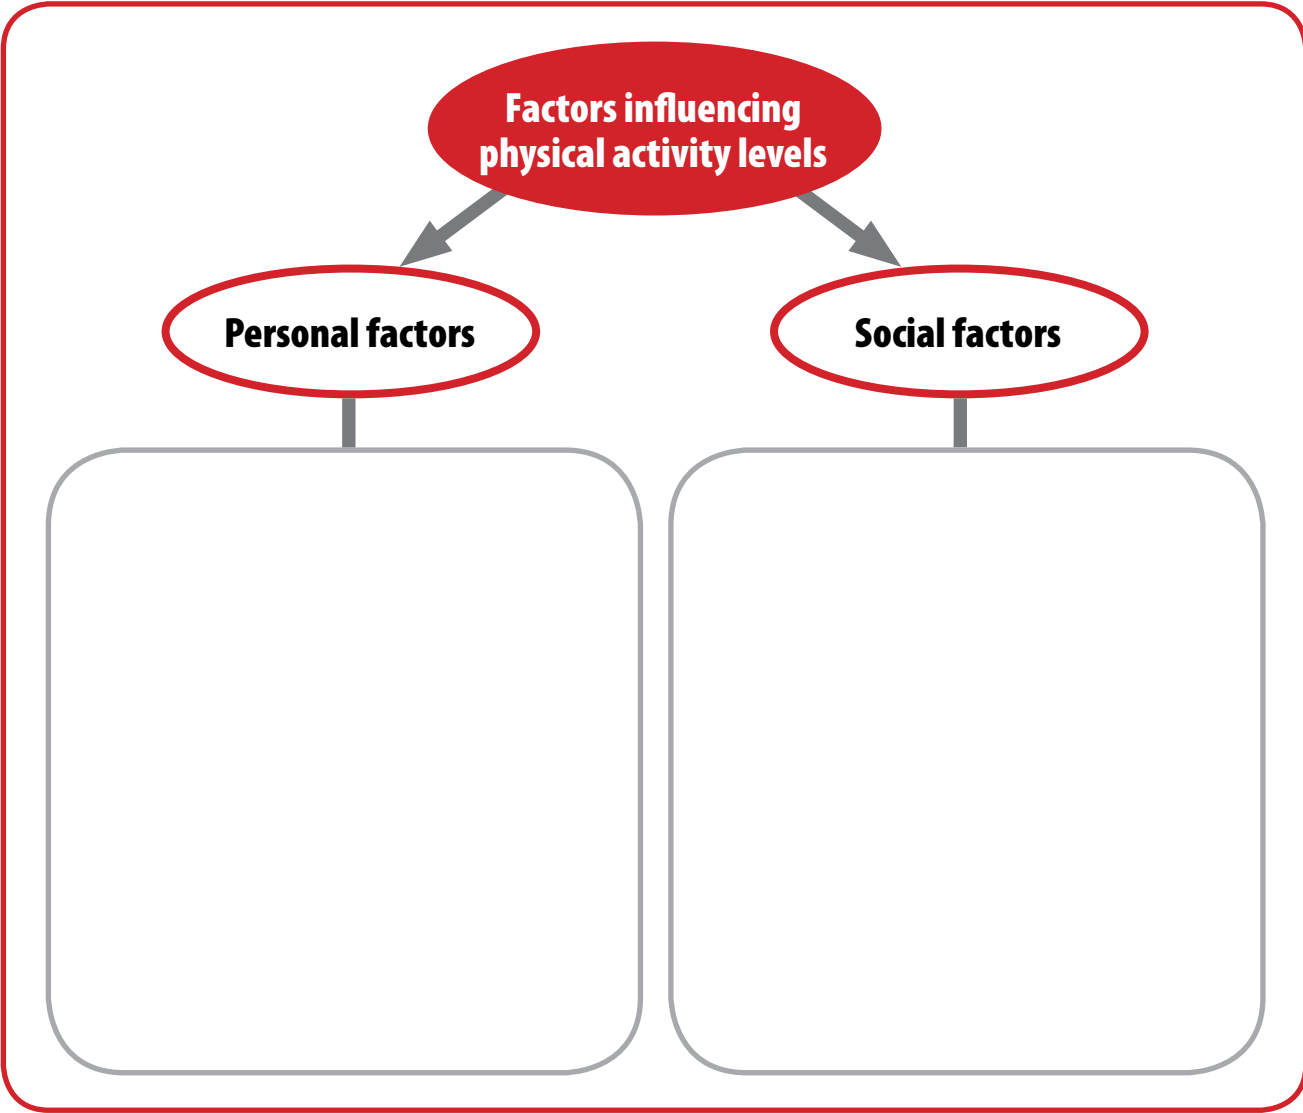 Factors influencing
physical activity levels
Personal factors
Social factors